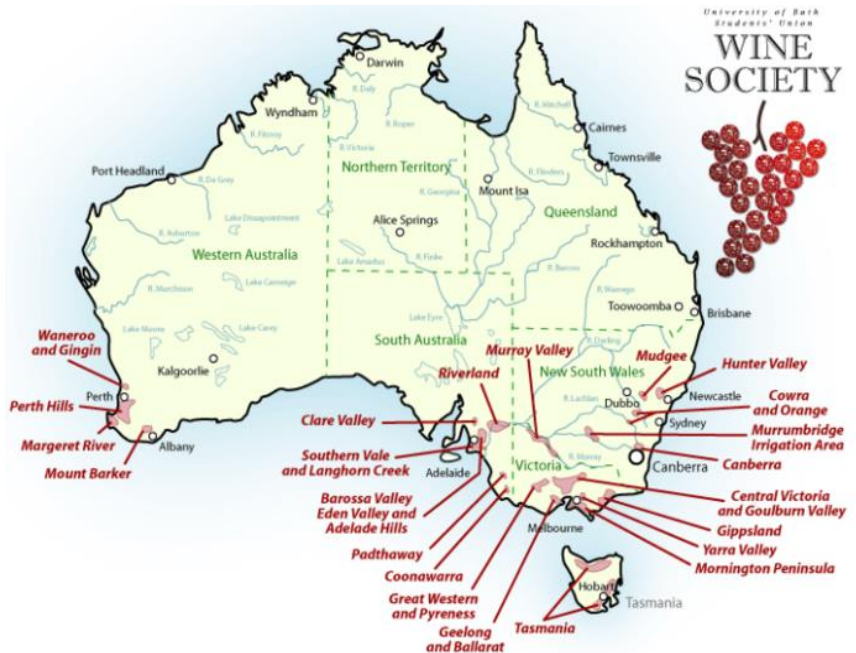 University of Bath
Students' Union
WINE
SOCIETY
Darwin
R. Daly
Wyndham
R. Roper
R. Mitchell
R. Fitzroy
R. Victoria
Cairnes
Townsville
Port Headland
Northern Territory
R. Flinders
R. De Grey
R. Georgina
Mount Isa
Lake Dissapointment
Alice Springs
Queensland
R. Ruberton
Rockhampton
Western Australia
Lake Amadus
R. Finke
R. Barcoo
Lake Carneige
R. Murchison
R. Warrego
Toowoomba
Brisbane
Lake Eyre
Lake Moore
Lake Carey
South Australia
R. Darling
Waneroo
and Gingin
Murray Valley
Mudgee
Hunter Valley
Kalgoorlie
Riverland
New South Wales
Perth
Dubbo
Newcastle
Perth Hills
R. Lachlan
Cowra
and Orange
Clare Valley
Sydney
Margeret River
Albany
Murrumbridge
Irrigation Area
Mount Barker
Southern Vale
and Langhorn Creek
Adelaide
R. Murray
Victoria
Canberra
Canberra
Barossa Valley
Eden Valley and
Adelade Hills
Central Victoria
and Goulburn Valley
Melbourne
Gippsland
Padthaway
Yarra Valley
Coonawarra
Mornington Peninsula
Great Western
and Pyreness
Hobart
Tasmania
Geelong
and Ballarat
Tasmania